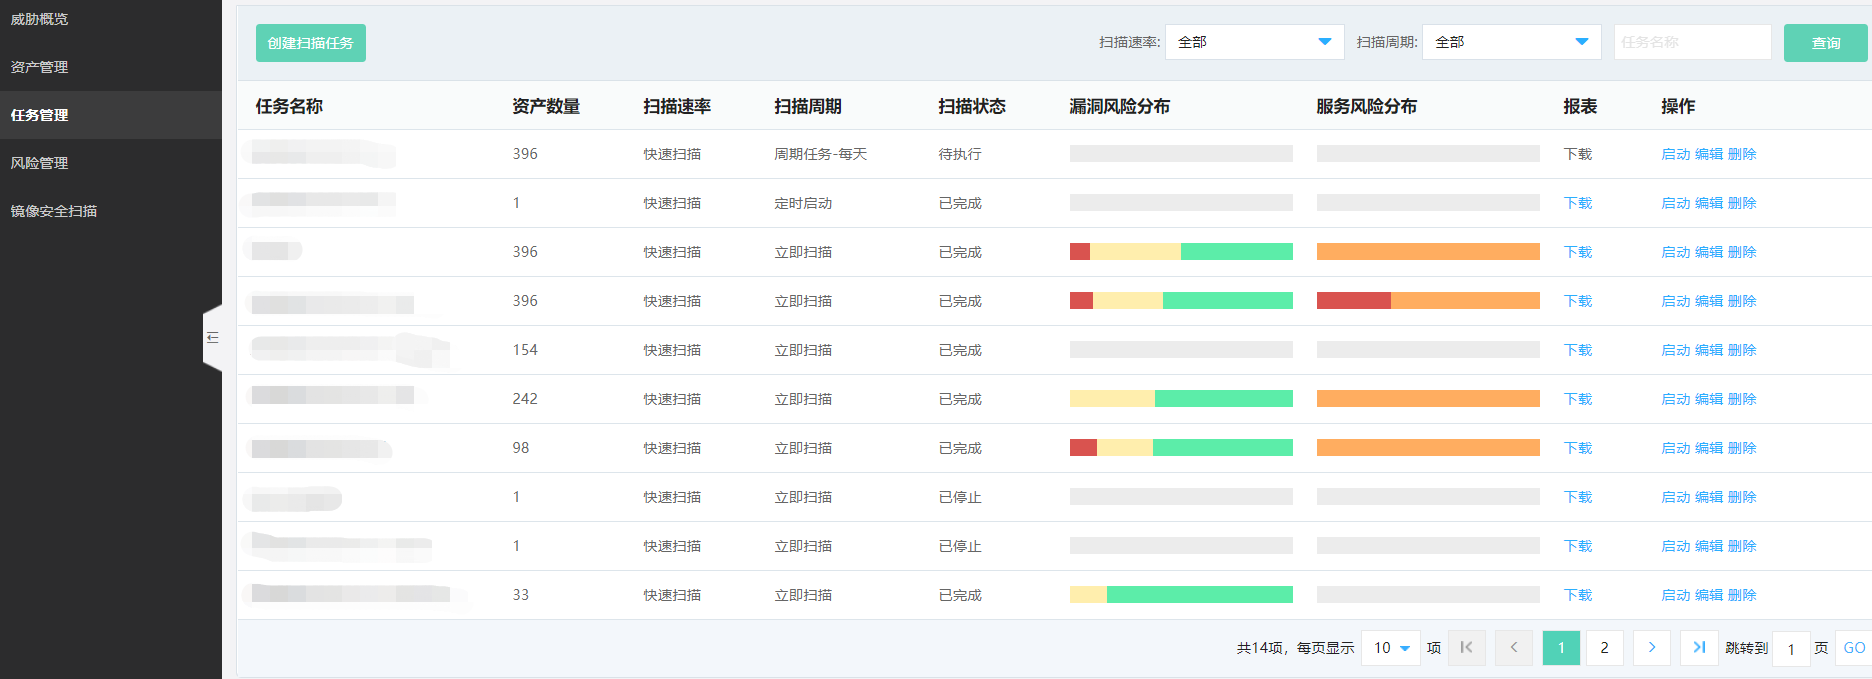 威胁概览
资产管理
任务管理
风险管理
镜像安全扫描
创建扫描任务 扫描速率: 全部 扫描周期: 全部 任务名称 查询
任务名称 资产数量 扫描速率 扫描周期 扫描状态 漏洞风险分布 服务风险分布 报表 操作
396 快速扫描 周期任务-每天 待执行 下载 启动 编辑 删除
1 快速扫描 定时启动 已完成 下载 启动 编辑 删除
396 快速扫描 立即扫描 已完成 下载 启动 编辑 删除
396 快速扫描 立即扫描 已完成 下载 启动 编辑 删除
154 快速扫描 立即扫描 已完成 下载 启动 编辑 删除
242 快速扫描 立即扫描 已完成 下载 启动 编辑 删除
98 快速扫描 立即扫描 已完成 下载 启动 编辑 删除
1 快速扫描 立即扫描 已停止 下载 启动 编辑 删除
1 快速扫描 立即扫描 已停止 下载 启动 编辑 删除
33 快速扫描 立即扫描 已完成 下载 启动 编辑 删除
共14项，每页显示 10 项 1 2 跳转到 1 页 GO